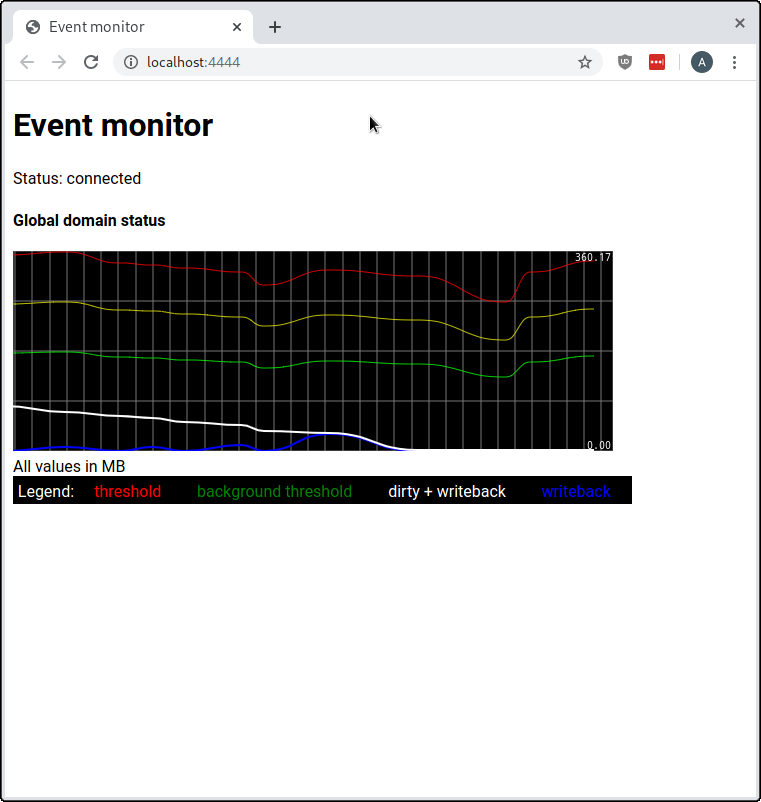 Event monitor
localhost:4444
A
Event monitor
Status: connected
Global domain status
360.17
0.00
All values in MB
Legend: threshold background threshold dirty + writeback writeback